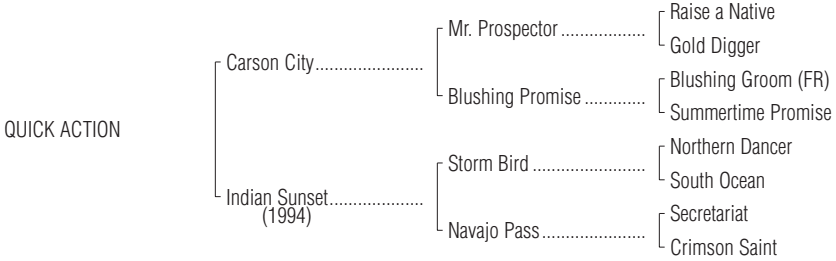 Raise a Native
Mr. Prospector ..................
Gold Digger
Carson City.......................
Blushing Groom (FR)
Blushing Promise .............
Summertime Promise
QUICK ACTION
Northern Dancer
Storm Bird ........................
South Ocean
Indian Sunset....................
(1994)
Secretariat
Navajo Pass......................
Crimson Saint